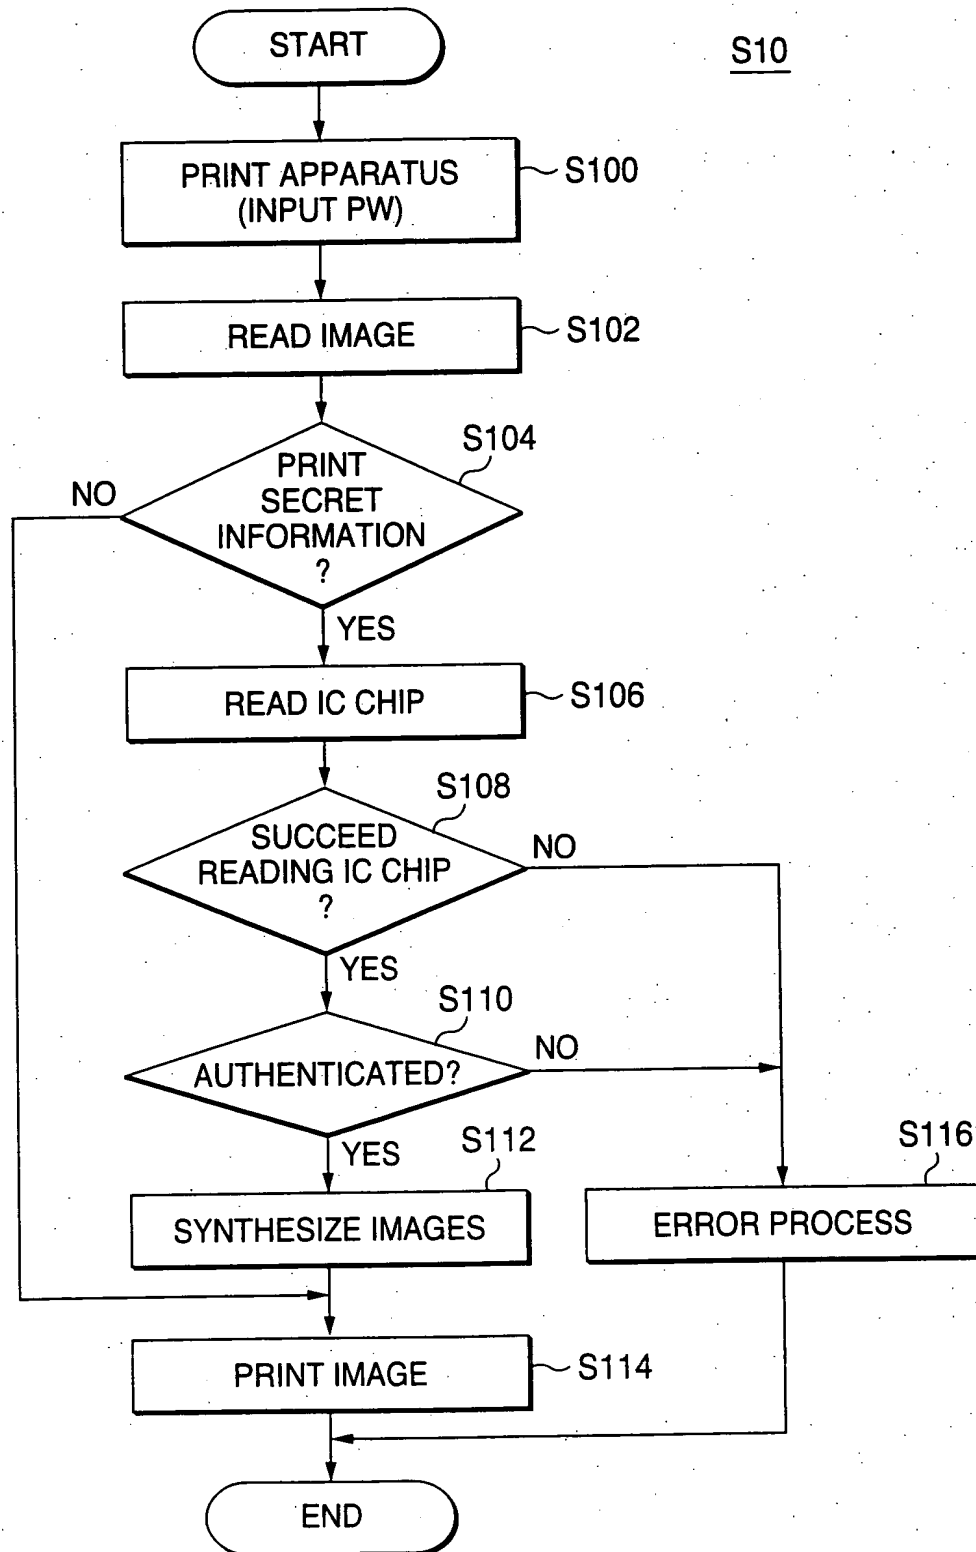 START
S10
PRINT APPARATUS
(INPUT PW)
S100
READ IMAGE
S102
S104
PRINT
SECRET
INFORMATION
?
NO
YES
READ IC CHIP
S106
S108
SUCCEED
READING IC CHIP
?
NO
YES
S110
AUTHENTICATED?
NO
YES
S112
SYNTHESIZE IMAGES
S116
ERROR PROCESS
PRINT IMAGE
S114
END